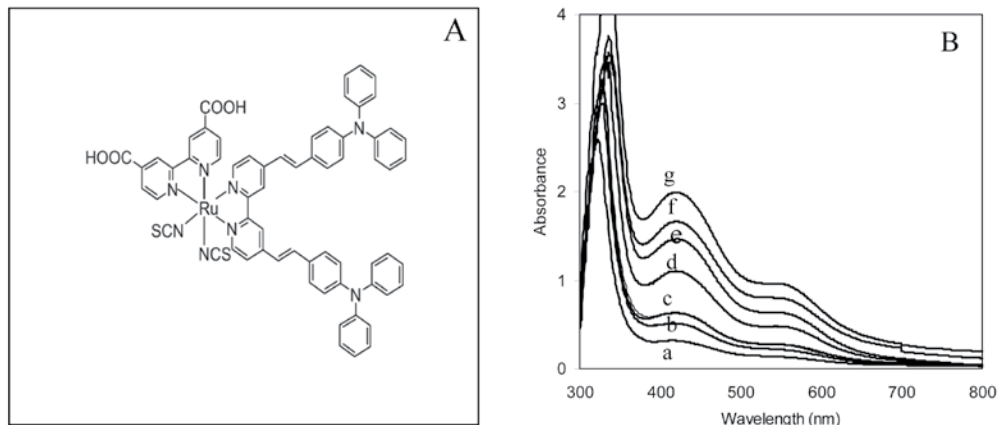 A
COOH
HOOC
N
N
N
N
N
N
Ru
SCN
NCS
B
Absorbance
4
3
2
1
0
g
f
e
d
c
b
a
300 400 500 600 700 800
Wavelength (nm)